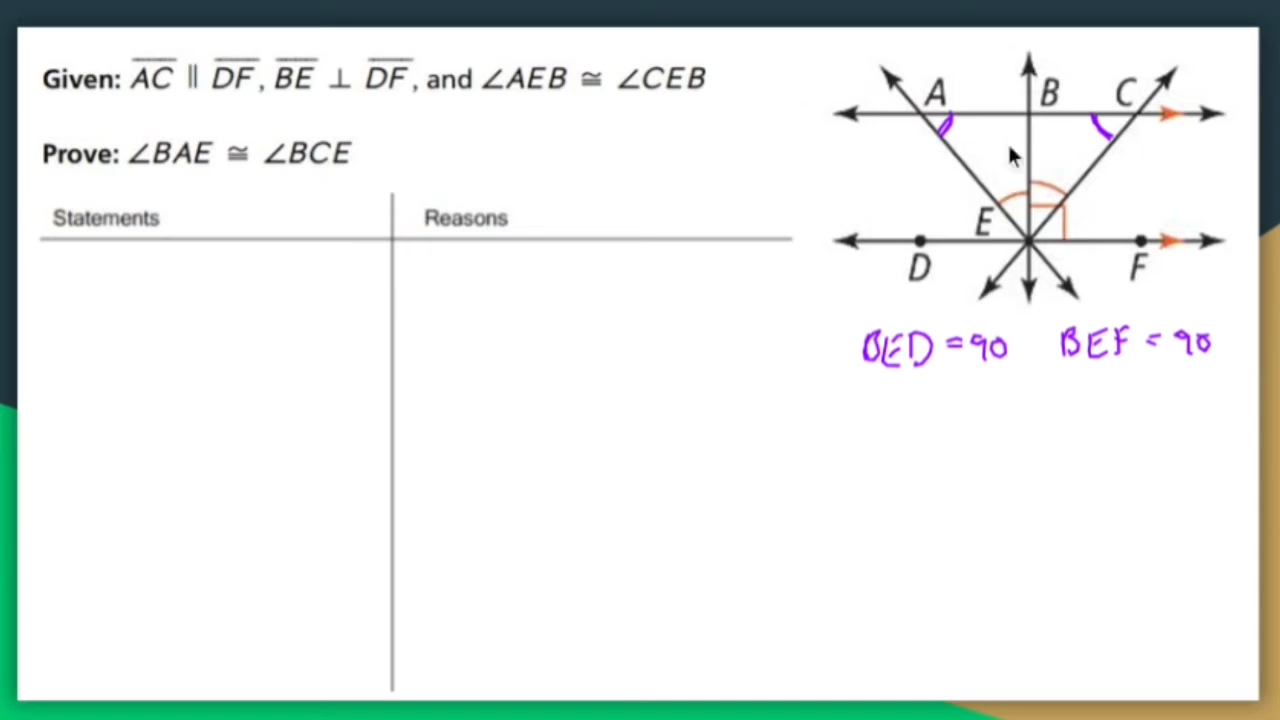 Given: AC ∥ DF, BE ⊥ DF, and ∠AEB ≅ ∠CEB
Prove: ∠BAE ≅ ∠BCE
Statements Reasons
A B C
E
D F
BED = 90 BEF = 90